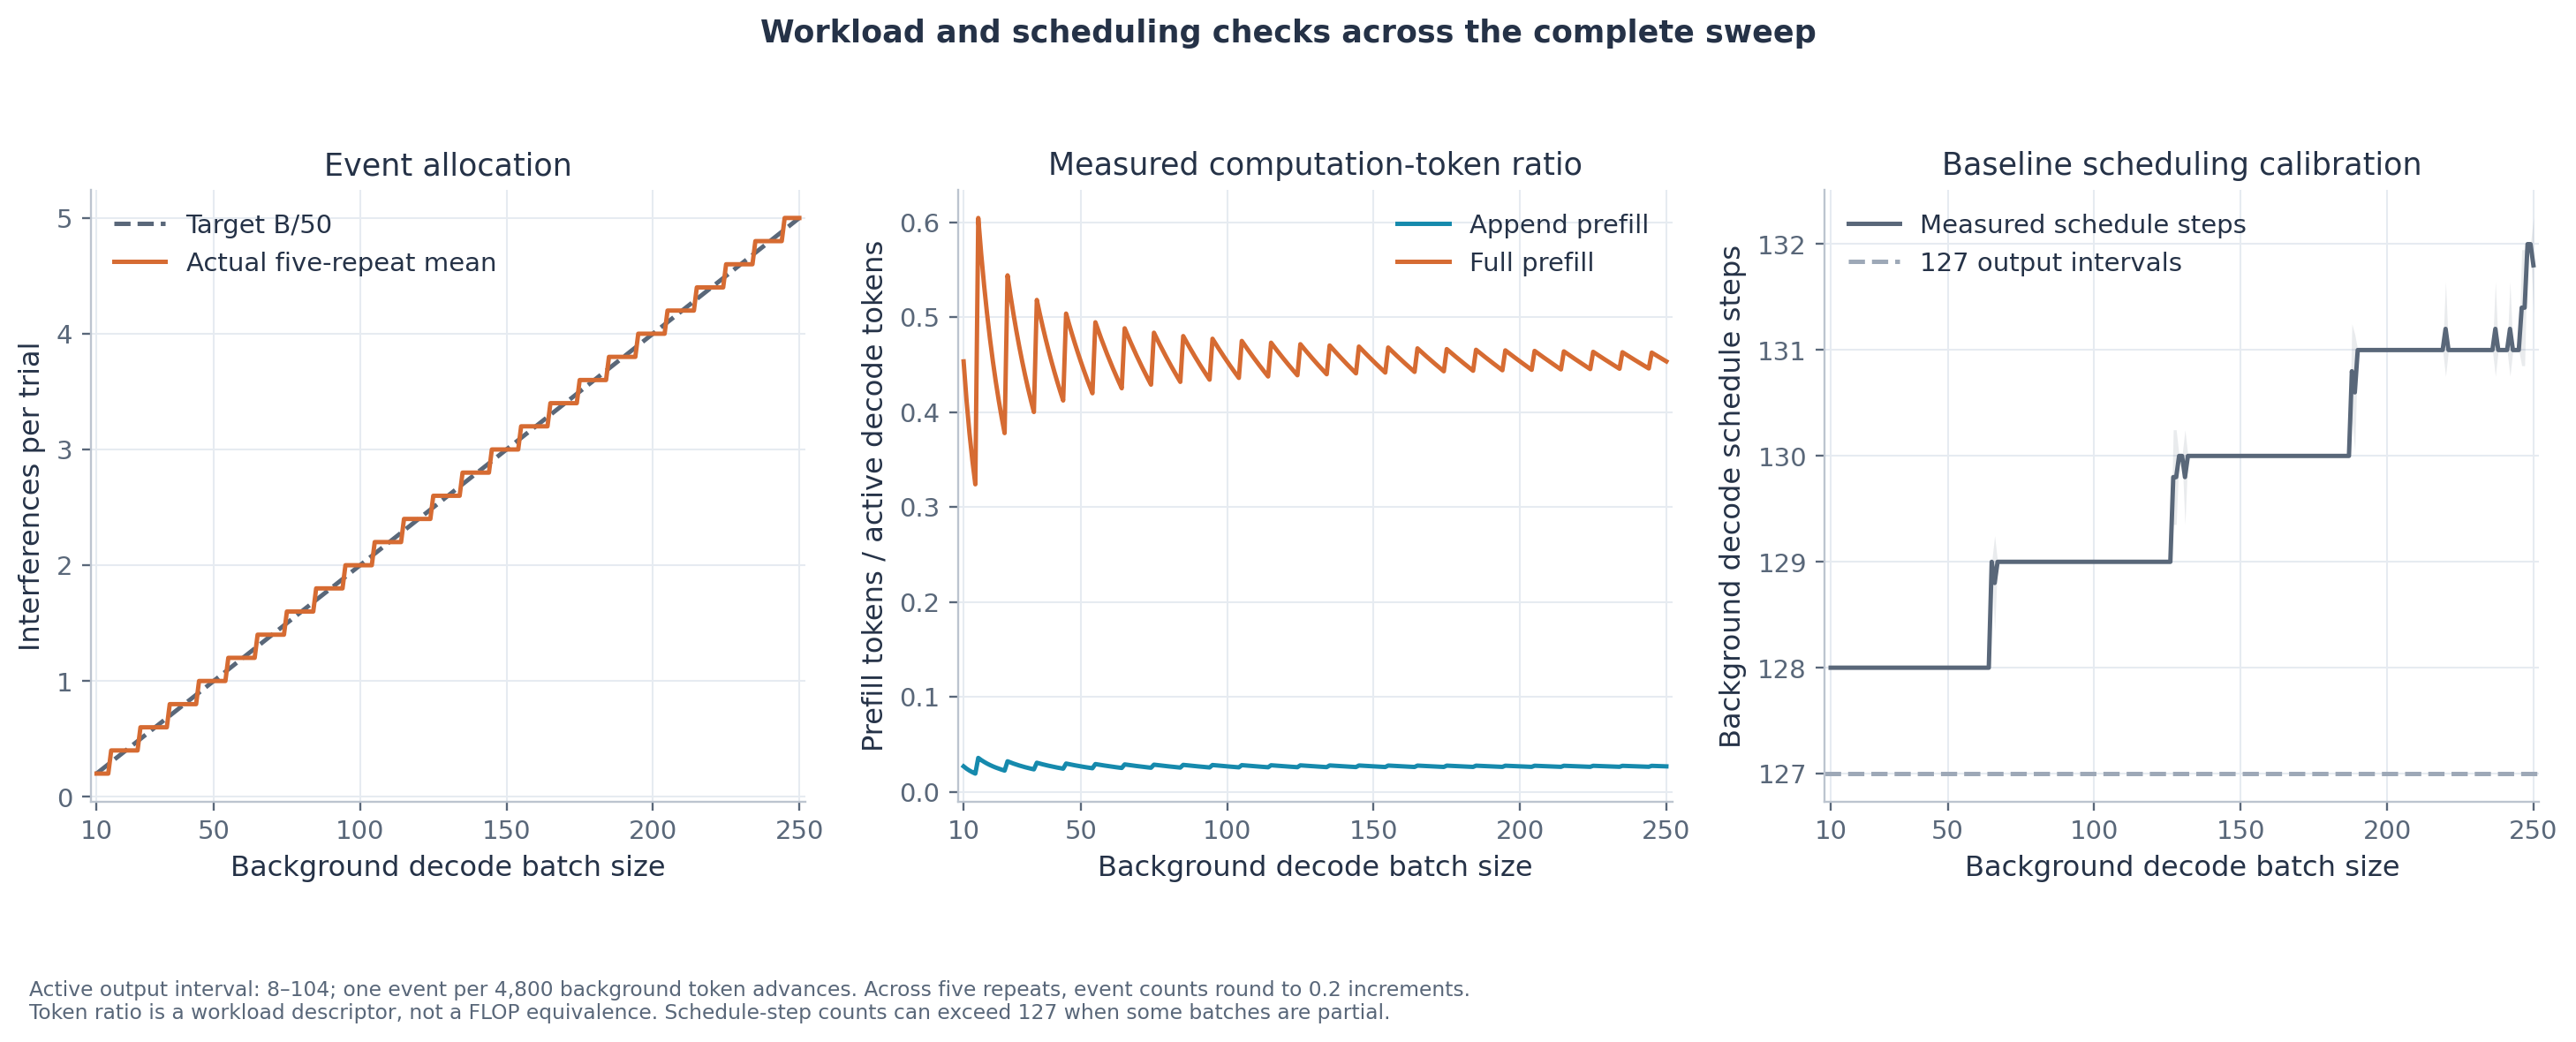 Workload and scheduling checks across the complete sweep
Event allocation
Interferences per trial
5
4
3
2
1
0
Target B/50
Actual five-repeat mean
10
50
100
150
200
250
Background decode batch size
Measured computation-token ratio
Prefill tokens / active decode tokens
0.6
0.5
0.4
0.3
0.2
0.1
0.0
Append prefill
Full prefill
10
50
100
150
200
250
Background decode batch size
Baseline scheduling calibration
Background decode schedule steps
132
131
130
129
128
127
Measured schedule steps
127 output intervals
10
50
100
150
200
250
Background decode batch size
Active output interval: 8–104; one event per 4,800 background token advances. Across five repeats, event counts round to 0.2 increments.
Token ratio is a workload descriptor, not a FLOP equivalence. Schedule-step counts can exceed 127 when some batches are partial.